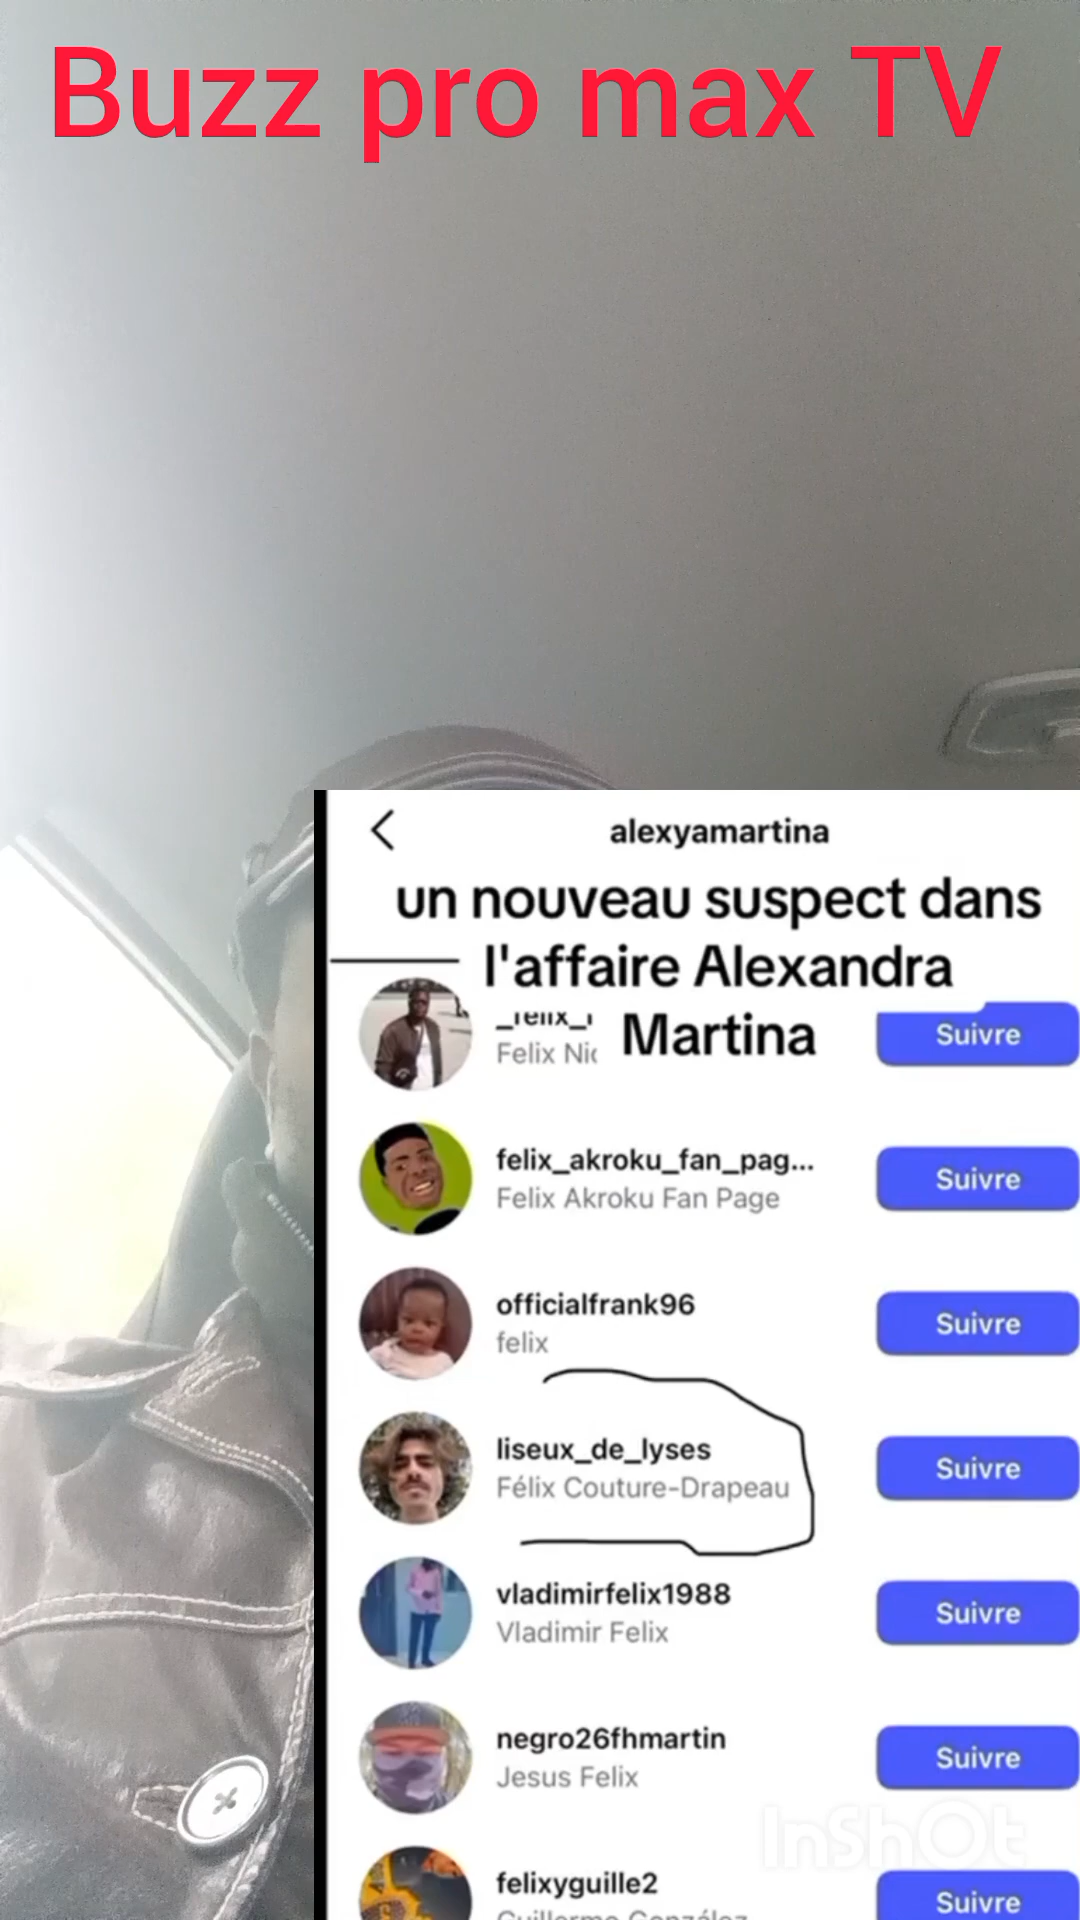 Buzz pro max TV
alexyamartina
un nouveau suspect dans
l'affaire Alexandra
Martina
Felix
Suivre
felix_akroku_fan_pag...
Felix Akroku Fan Page
Suivre
officialfrank96
felix
Suivre
liseux_de_lyses
Félix Couture-Drapeau
Suivre
vladimirfelix1988
Vladimir Felix
Suivre
negro26fhmartin
Jesus Felix
Suivre
InShOt
felixyguille2
Suivre